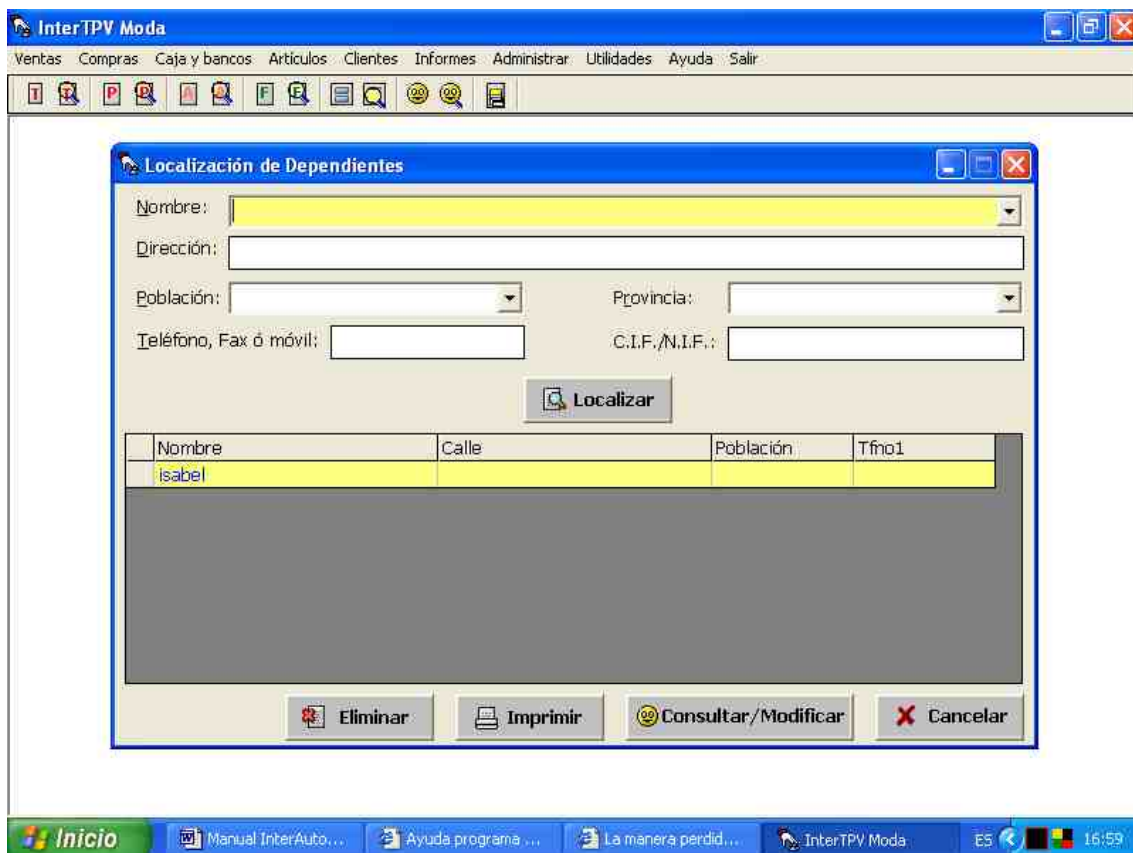 InterTPV Moda
Ventas Compras Caja y bancos Artículos Clientes Informes Administrar Utilidades Ayuda Salir
Localización de Dependientes
Nombre:
Dirección:
Población: Provincia:
Teléfono, Fax ó móvil: C.I.F./N.I.F.:
Localizar
Nombre Calle Población Tfno1
isabel
Eliminar Imprimir Consultar/Modificar Cancelar
Inicio Manual InterAuto... Ayuda programa ... La manera perdid... InterTPV Moda ES 16:59